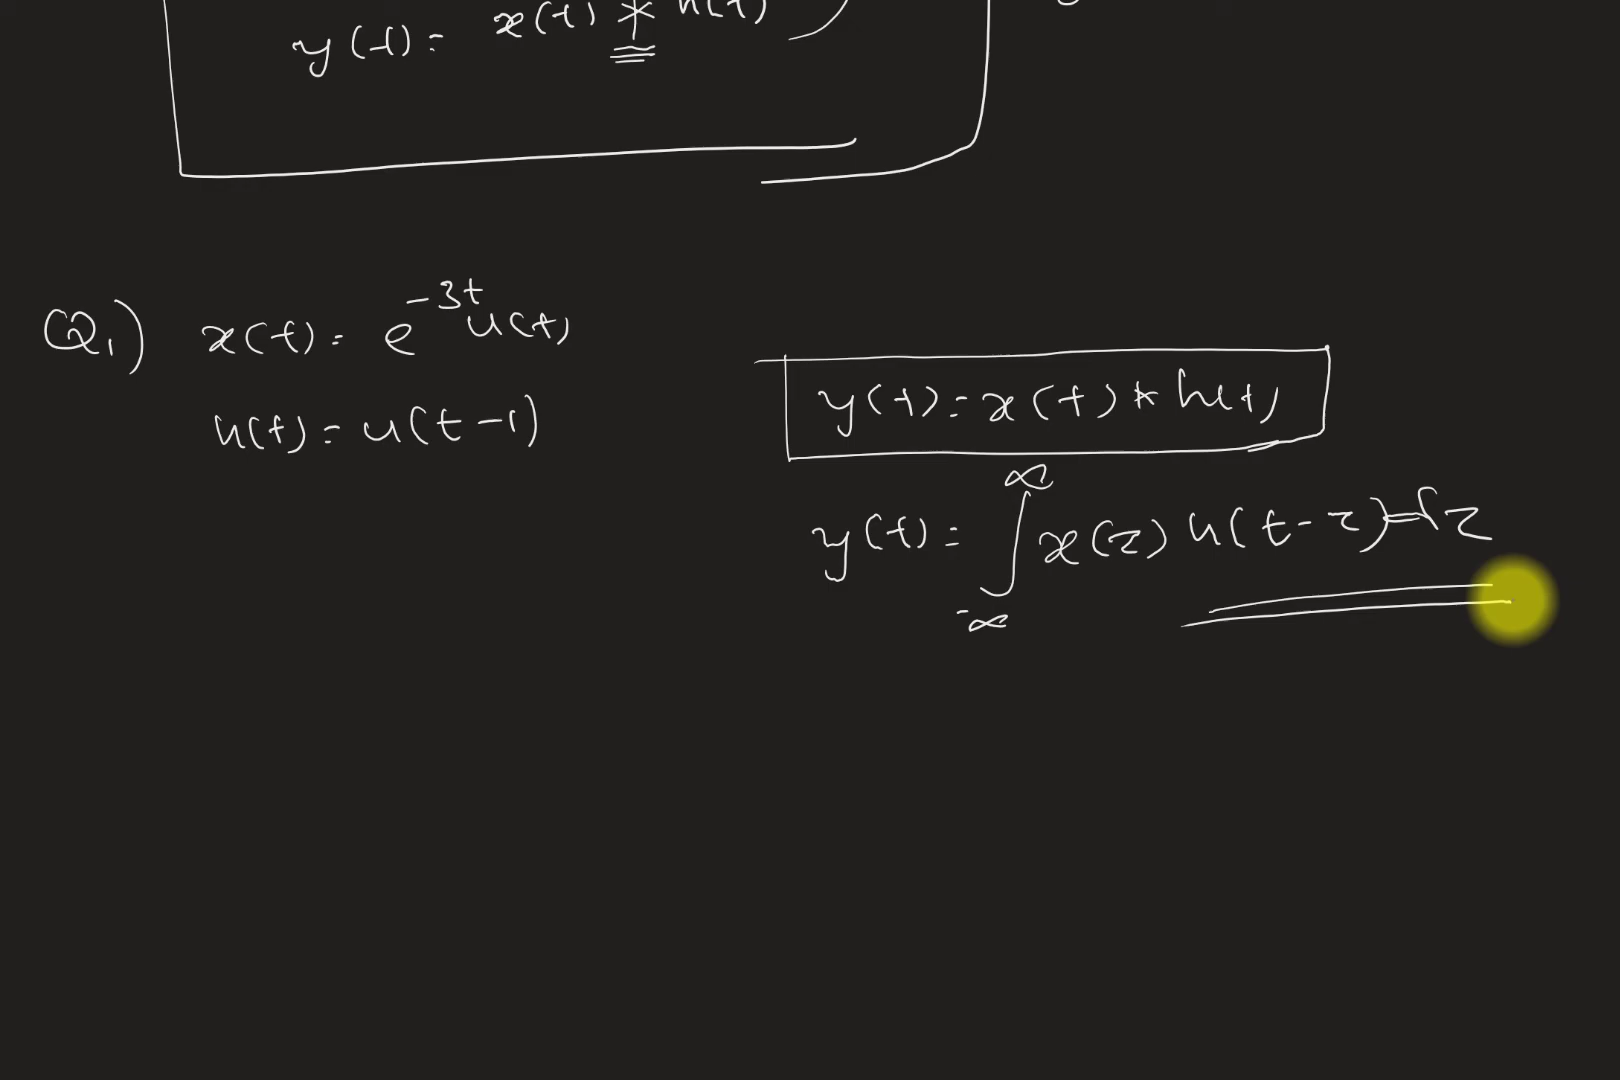 y(t) = x(t) * h(t)
Q1) x(t) = e^{-3t} u(t)
h(t) = u(t-1)
y(t) = x(t) * h(t)
y(t) = ∫_{-∞}^{∞} x(τ) h(t-τ) dτ